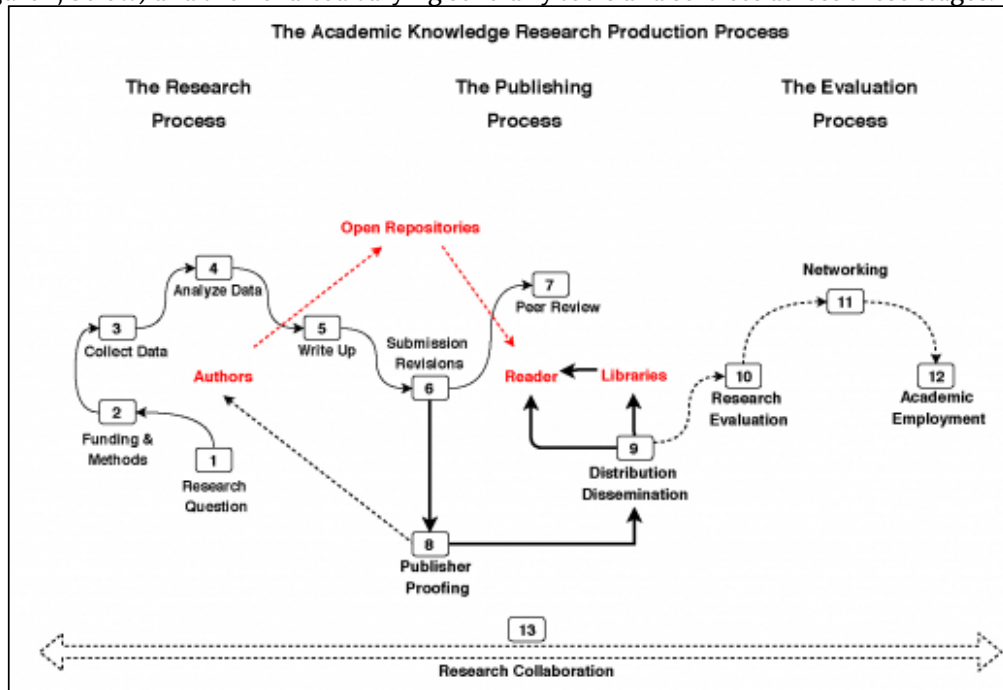 The Academic Knowledge Research Production Process
The Research
Process
The Publishing
Process
The Evaluation
Process
Open Repositories
4
Analyze Data
3
Collect Data
5
Write Up
Submission
Revisions
6
7
Peer Review
Networking
11
Authors
Reader
Libraries
10
Research
Evaluation
12
Academic
Employment
2
Funding &
Methods
1
Research
Question
9
Distribution
Dissemination
8
Publisher
Proofing
13
Research Collaboration